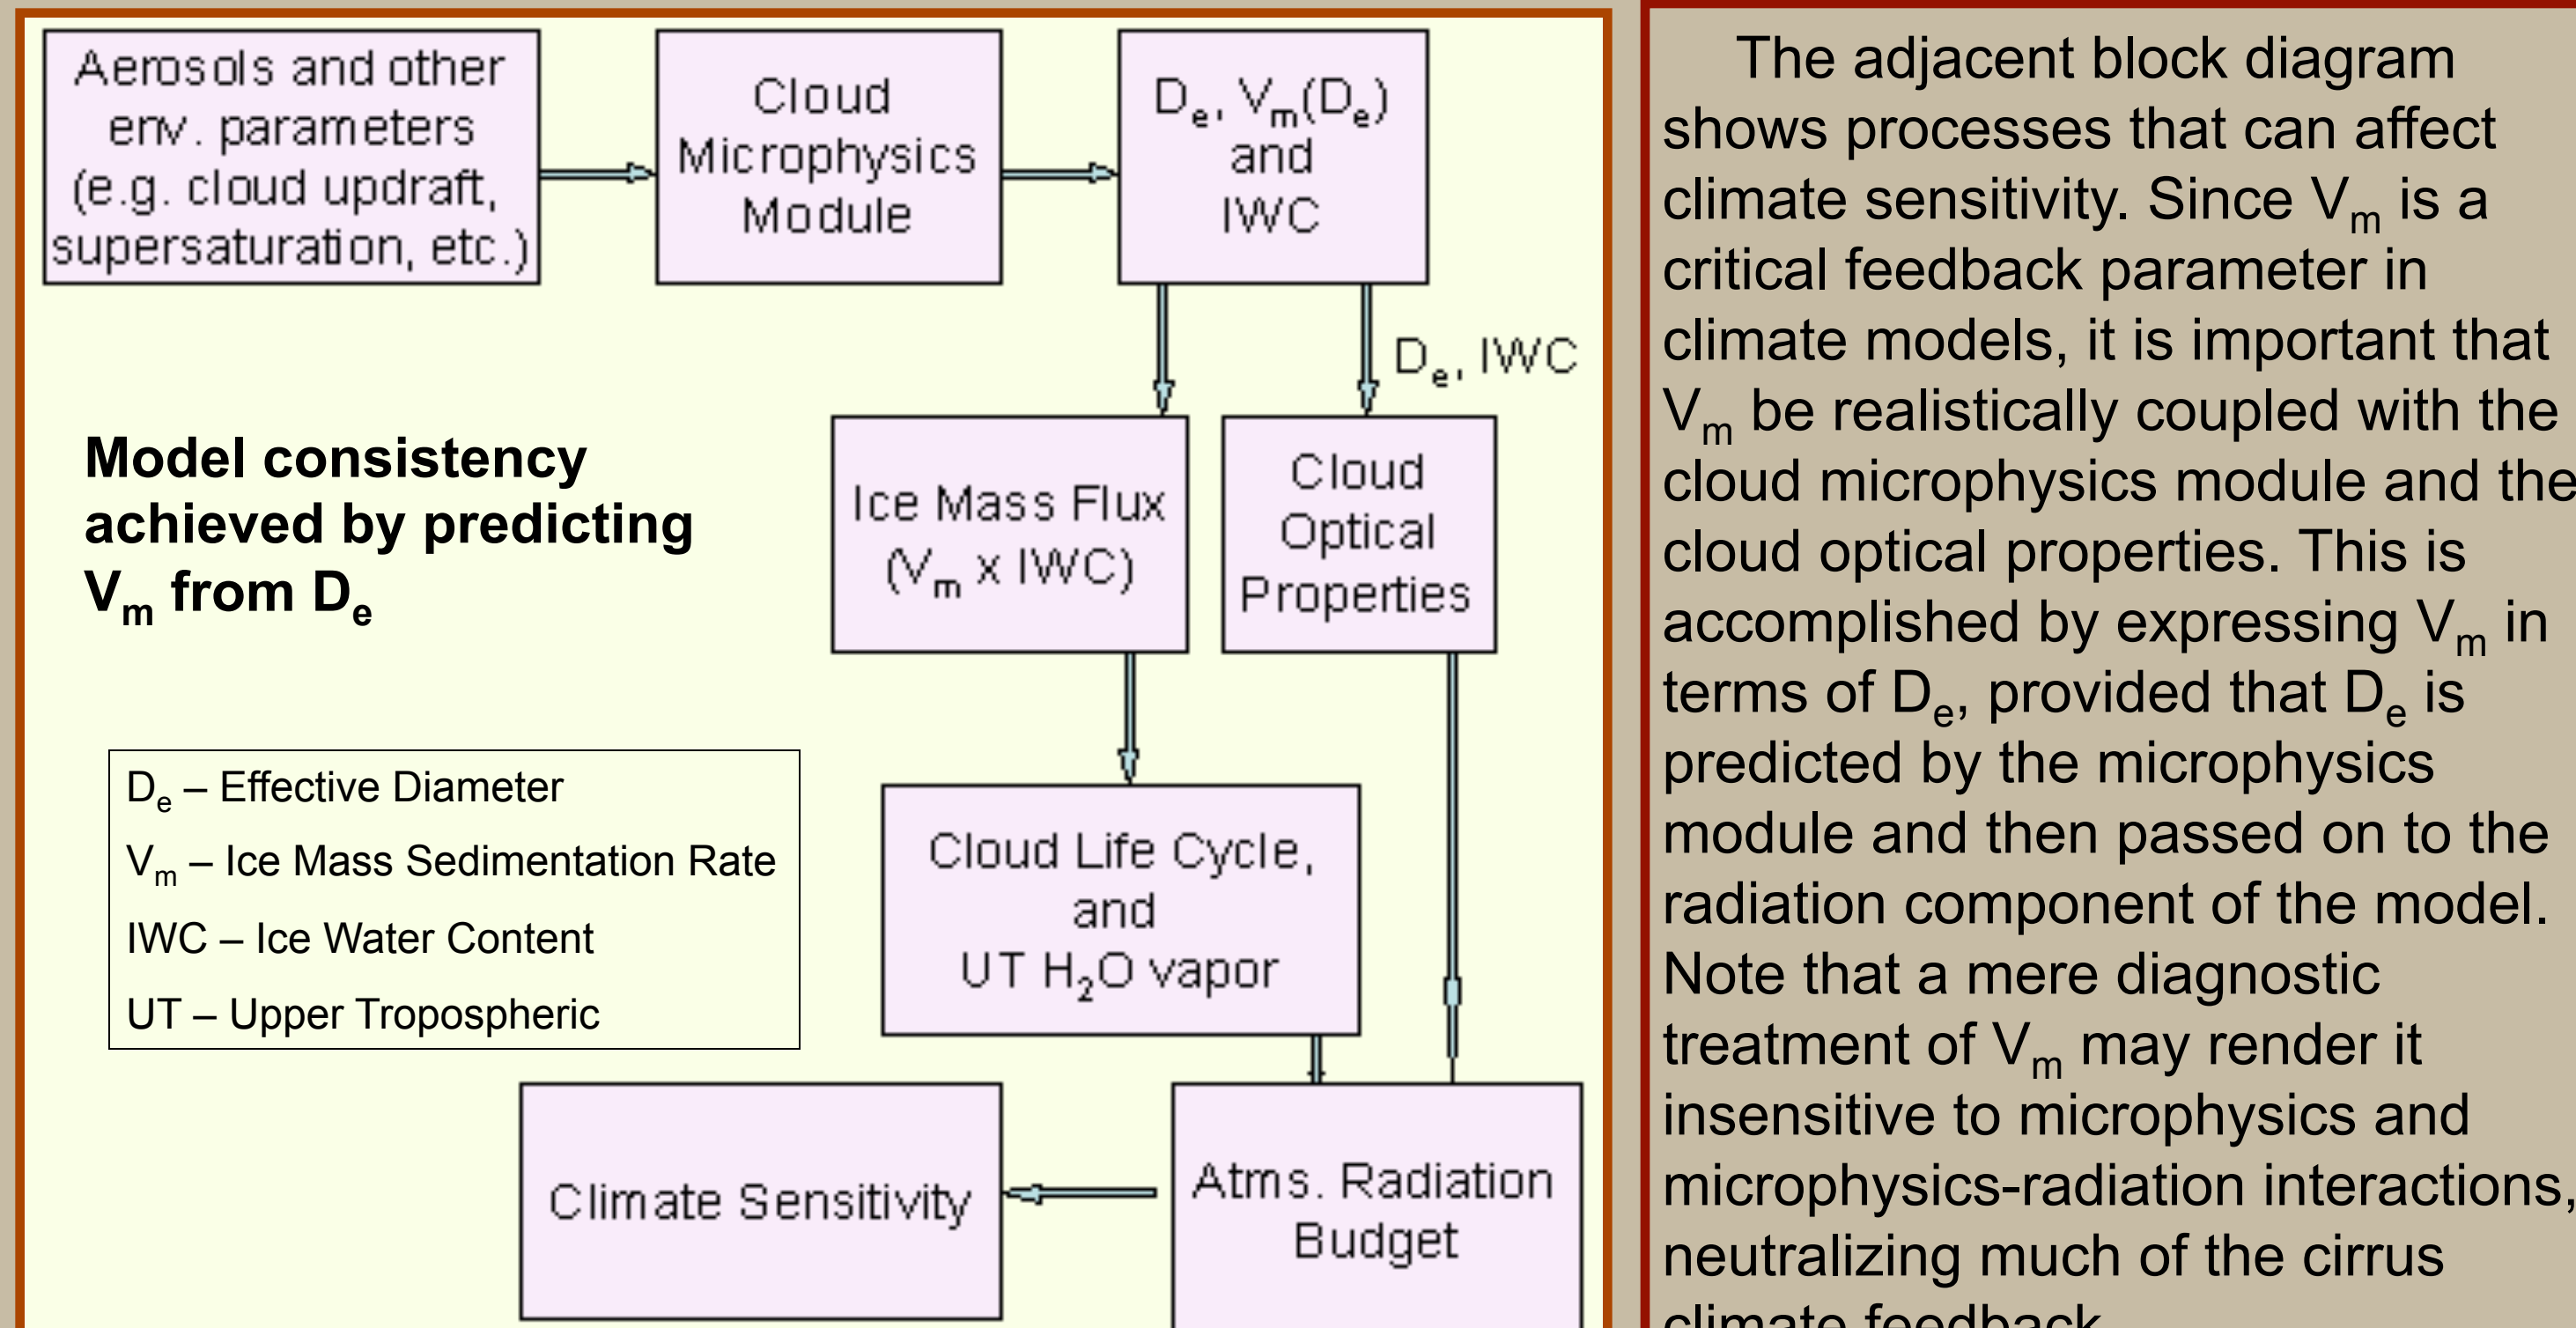 Aerosols and other
env. parameters
(e.g. cloud updraft,
supersaturation, etc.)
Cloud
Microphysics
Module
Dₑ, Vₘ(Dₑ)
and
IWC
Dₑ, IWC
Model consistency
achieved by predicting
Vₘ from Dₑ
Ice Mass Flux
(Vₘ x IWC)
Cloud
Optical
Properties
Dₑ – Effective Diameter
Vₘ – Ice Mass Sedimentation Rate
IWC – Ice Water Content
UT – Upper Tropospheric
Cloud Life Cycle,
and
UT H₂O vapor
Climate Sensitivity
Atms. Radiation
Budget
The adjacent block diagram
shows processes that can affect
climate sensitivity. Since Vₘ is a
critical feedback parameter in
climate models, it is important that
Vₘ be realistically coupled with the
cloud microphysics module and the
cloud optical properties. This is
accomplished by expressing Vₘ in
terms of Dₑ, provided that Dₑ is
predicted by the microphysics
module and then passed on to the
radiation component of the model.
Note that a mere diagnostic
treatment of Vₘ may render it
insensitive to microphysics and
microphysics-radiation interactions,
neutralizing much of the cirrus
climate feedback